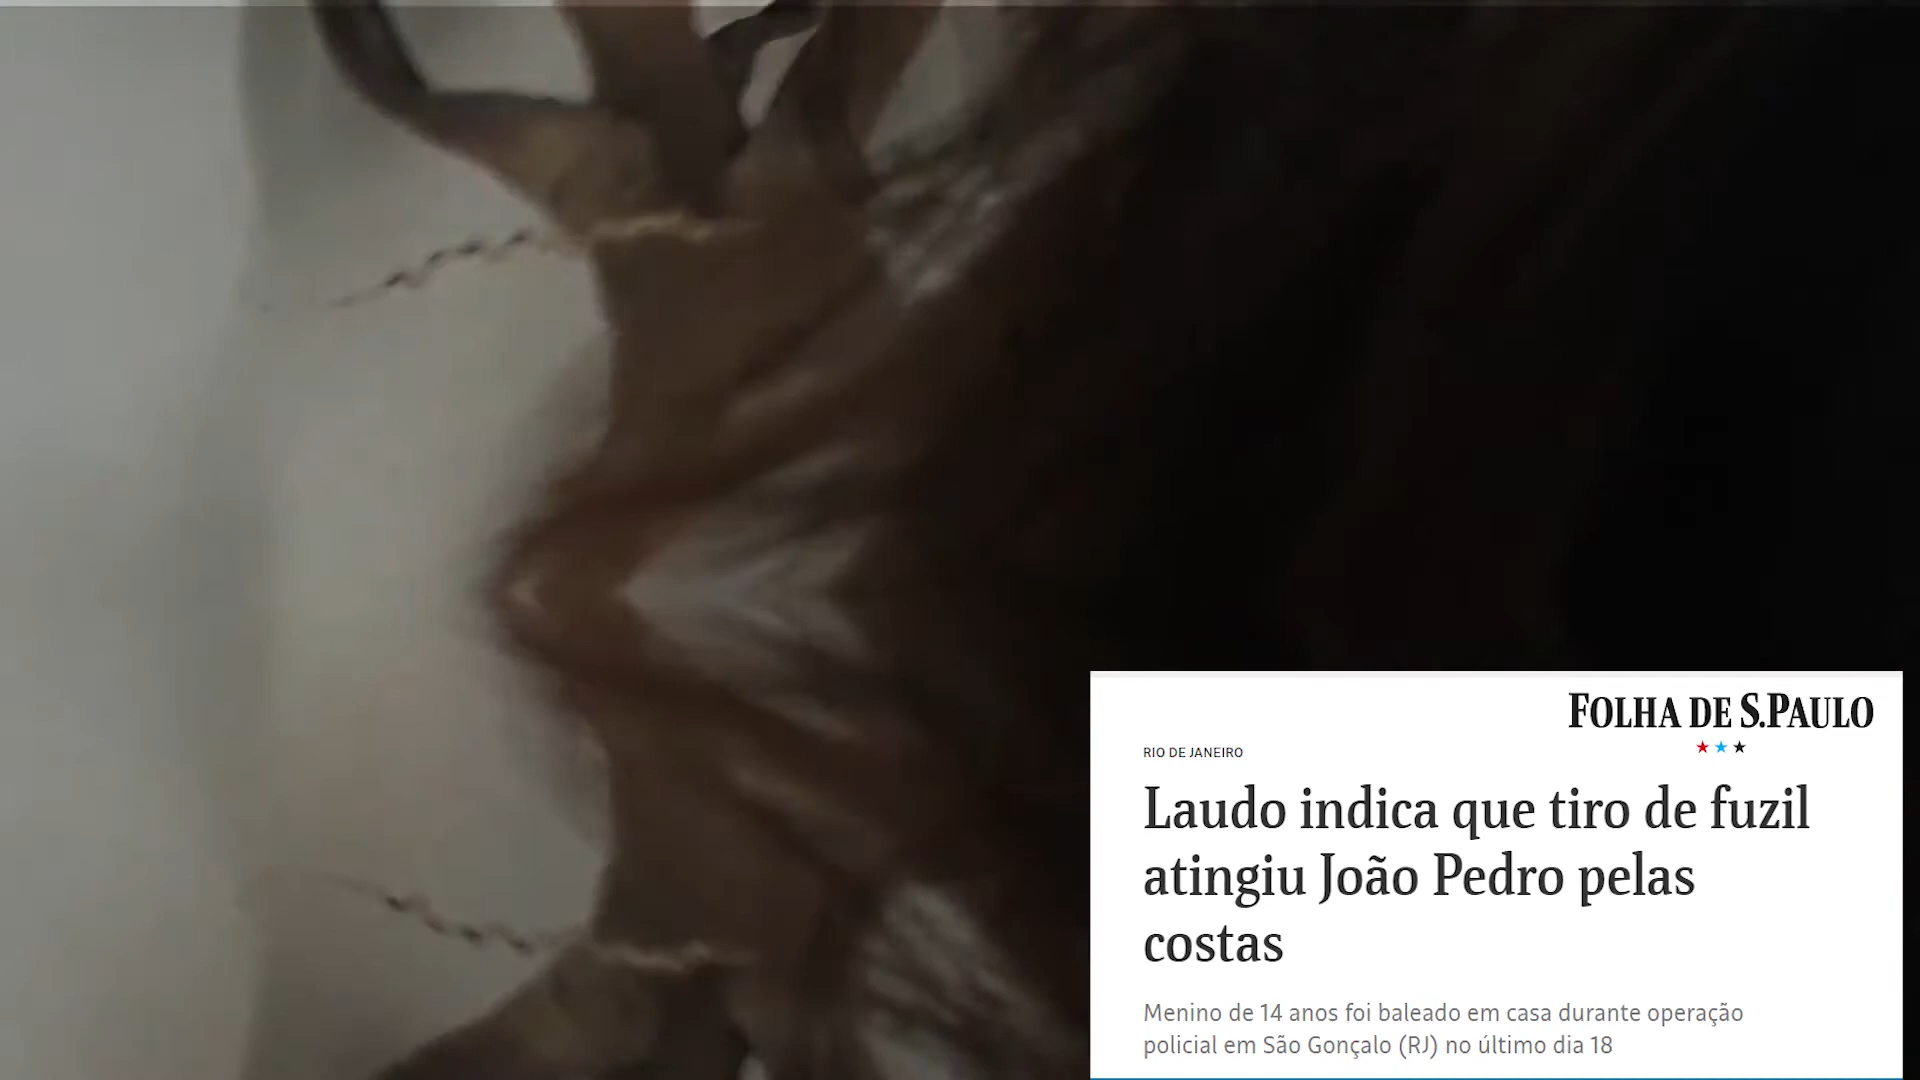 FOLHA DE S.PAULO
RIO DE JANEIRO
Laudo indica que tiro de fuzil
atingiu João Pedro pelas
costas
Menino de 14 anos foi baleado em casa durante operação
policial em São Gonçalo (RJ) no último dia 18